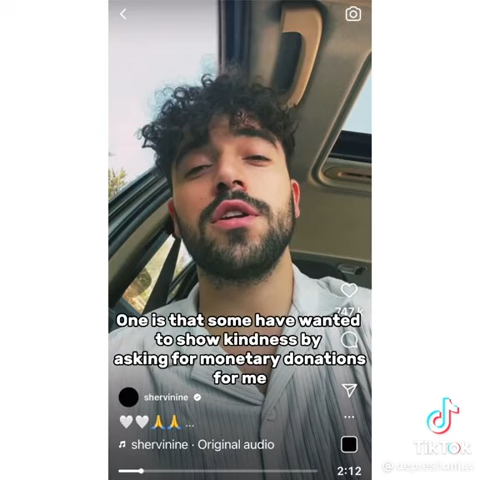 One is that some have wanted
to show kindness by
asking for monetary donations
for me
shervinine
...
shervinine · Original audio
2:12
TikTok